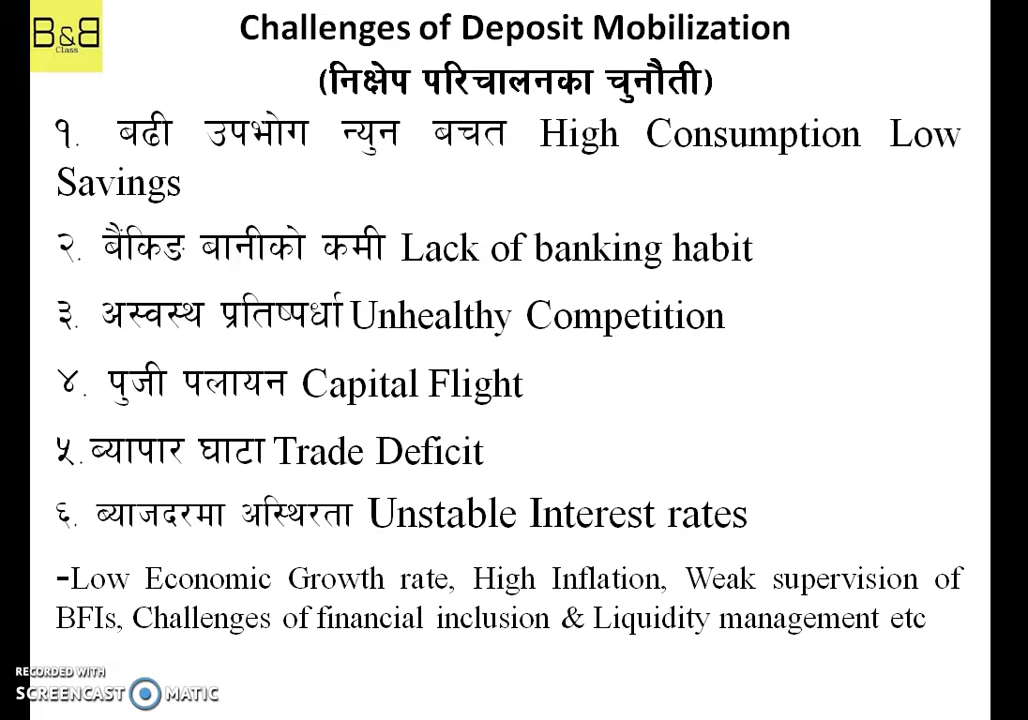 B&B
Class
Challenges of Deposit Mobilization
(निक्षेप परिचालनका चुनौती)
१. बढी उपभोग न्युन बचत High Consumption Low
Savings
२. बैंकिङ बानीको कमी Lack of banking habit
३. अस्वस्थ प्रतिष्पर्धा Unhealthy Competition
४. पुजी पलायन Capital Flight
५.ब्यापार घाटा Trade Deficit
६. ब्याजदरमा अस्थिरता Unstable Interest rates
-Low Economic Growth rate, High Inflation, Weak supervision of
BFIs, Challenges of financial inclusion & Liquidity management etc
RECORDED WITH
SCREENCAST MATIC